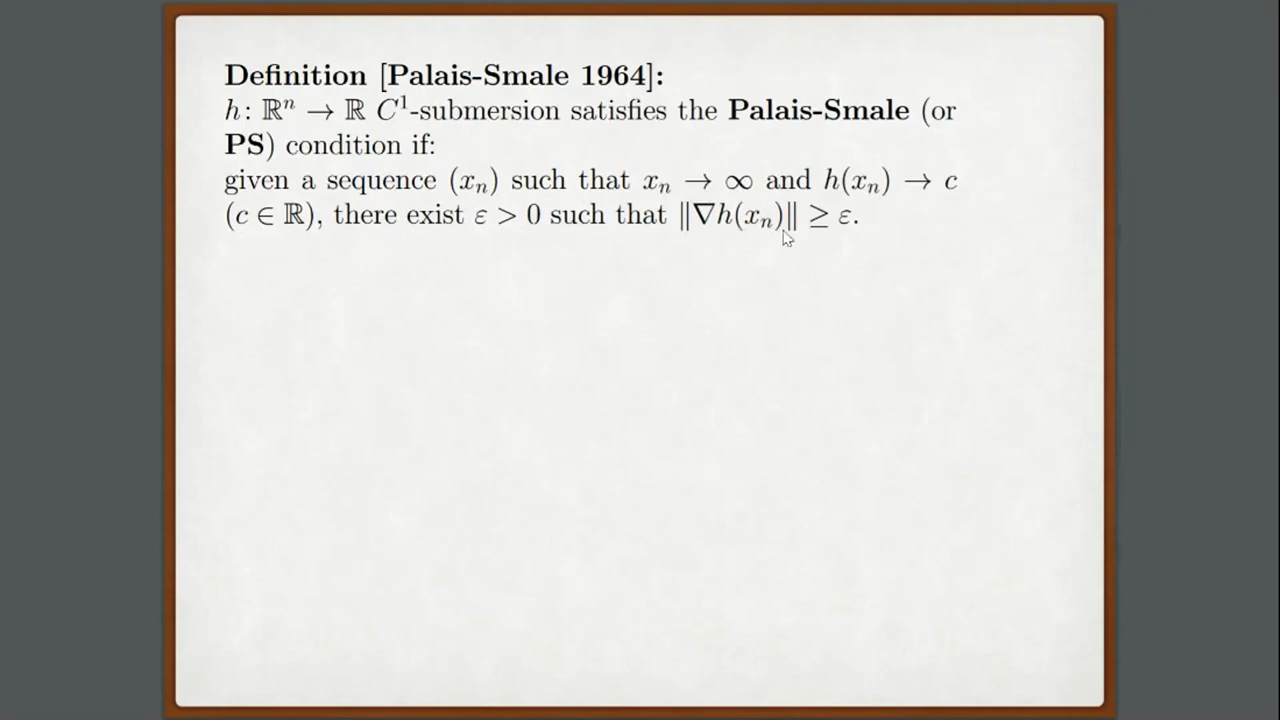 Definition [Palais-Smale 1964]:
h: ℝⁿ → ℝ C¹-submersion satisfies the Palais-Smale (or
PS) condition if:
given a sequence (xₙ) such that xₙ → ∞ and h(xₙ) → c
(c ∈ ℝ), there exist ε > 0 such that ‖∇h(xₙ)‖ ≥ ε.